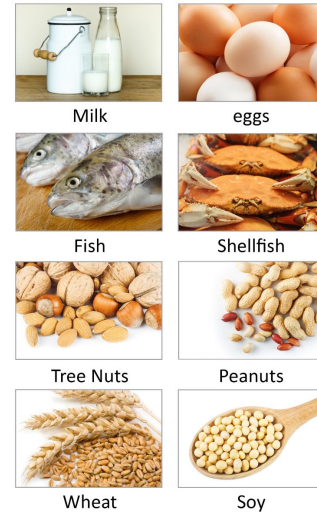 Milk
eggs
Fish
Shellfish
Tree Nuts
Peanuts
Wheat
Soy